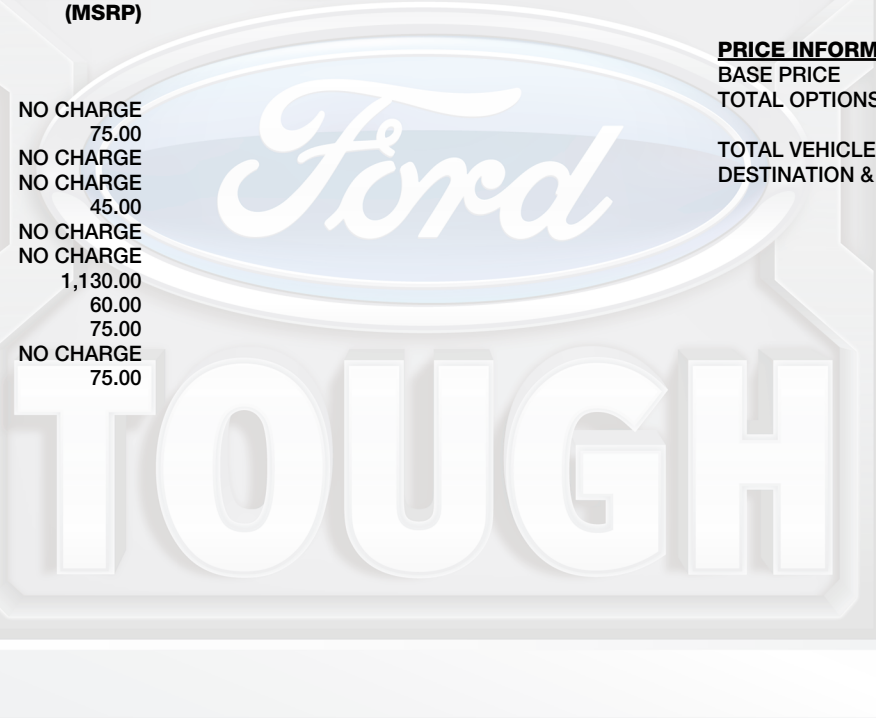 (MSRP)
NO CHARGE
75.00
NO CHARGE
NO CHARGE
45.00
NO CHARGE
NO CHARGE
1,130.00
60.00
75.00
NO CHARGE
75.00
PRICE INFORM
BASE PRICE
TOTAL OPTIONS
TOTAL VEHICLE
DESTINATION &
Ford
TOUGH